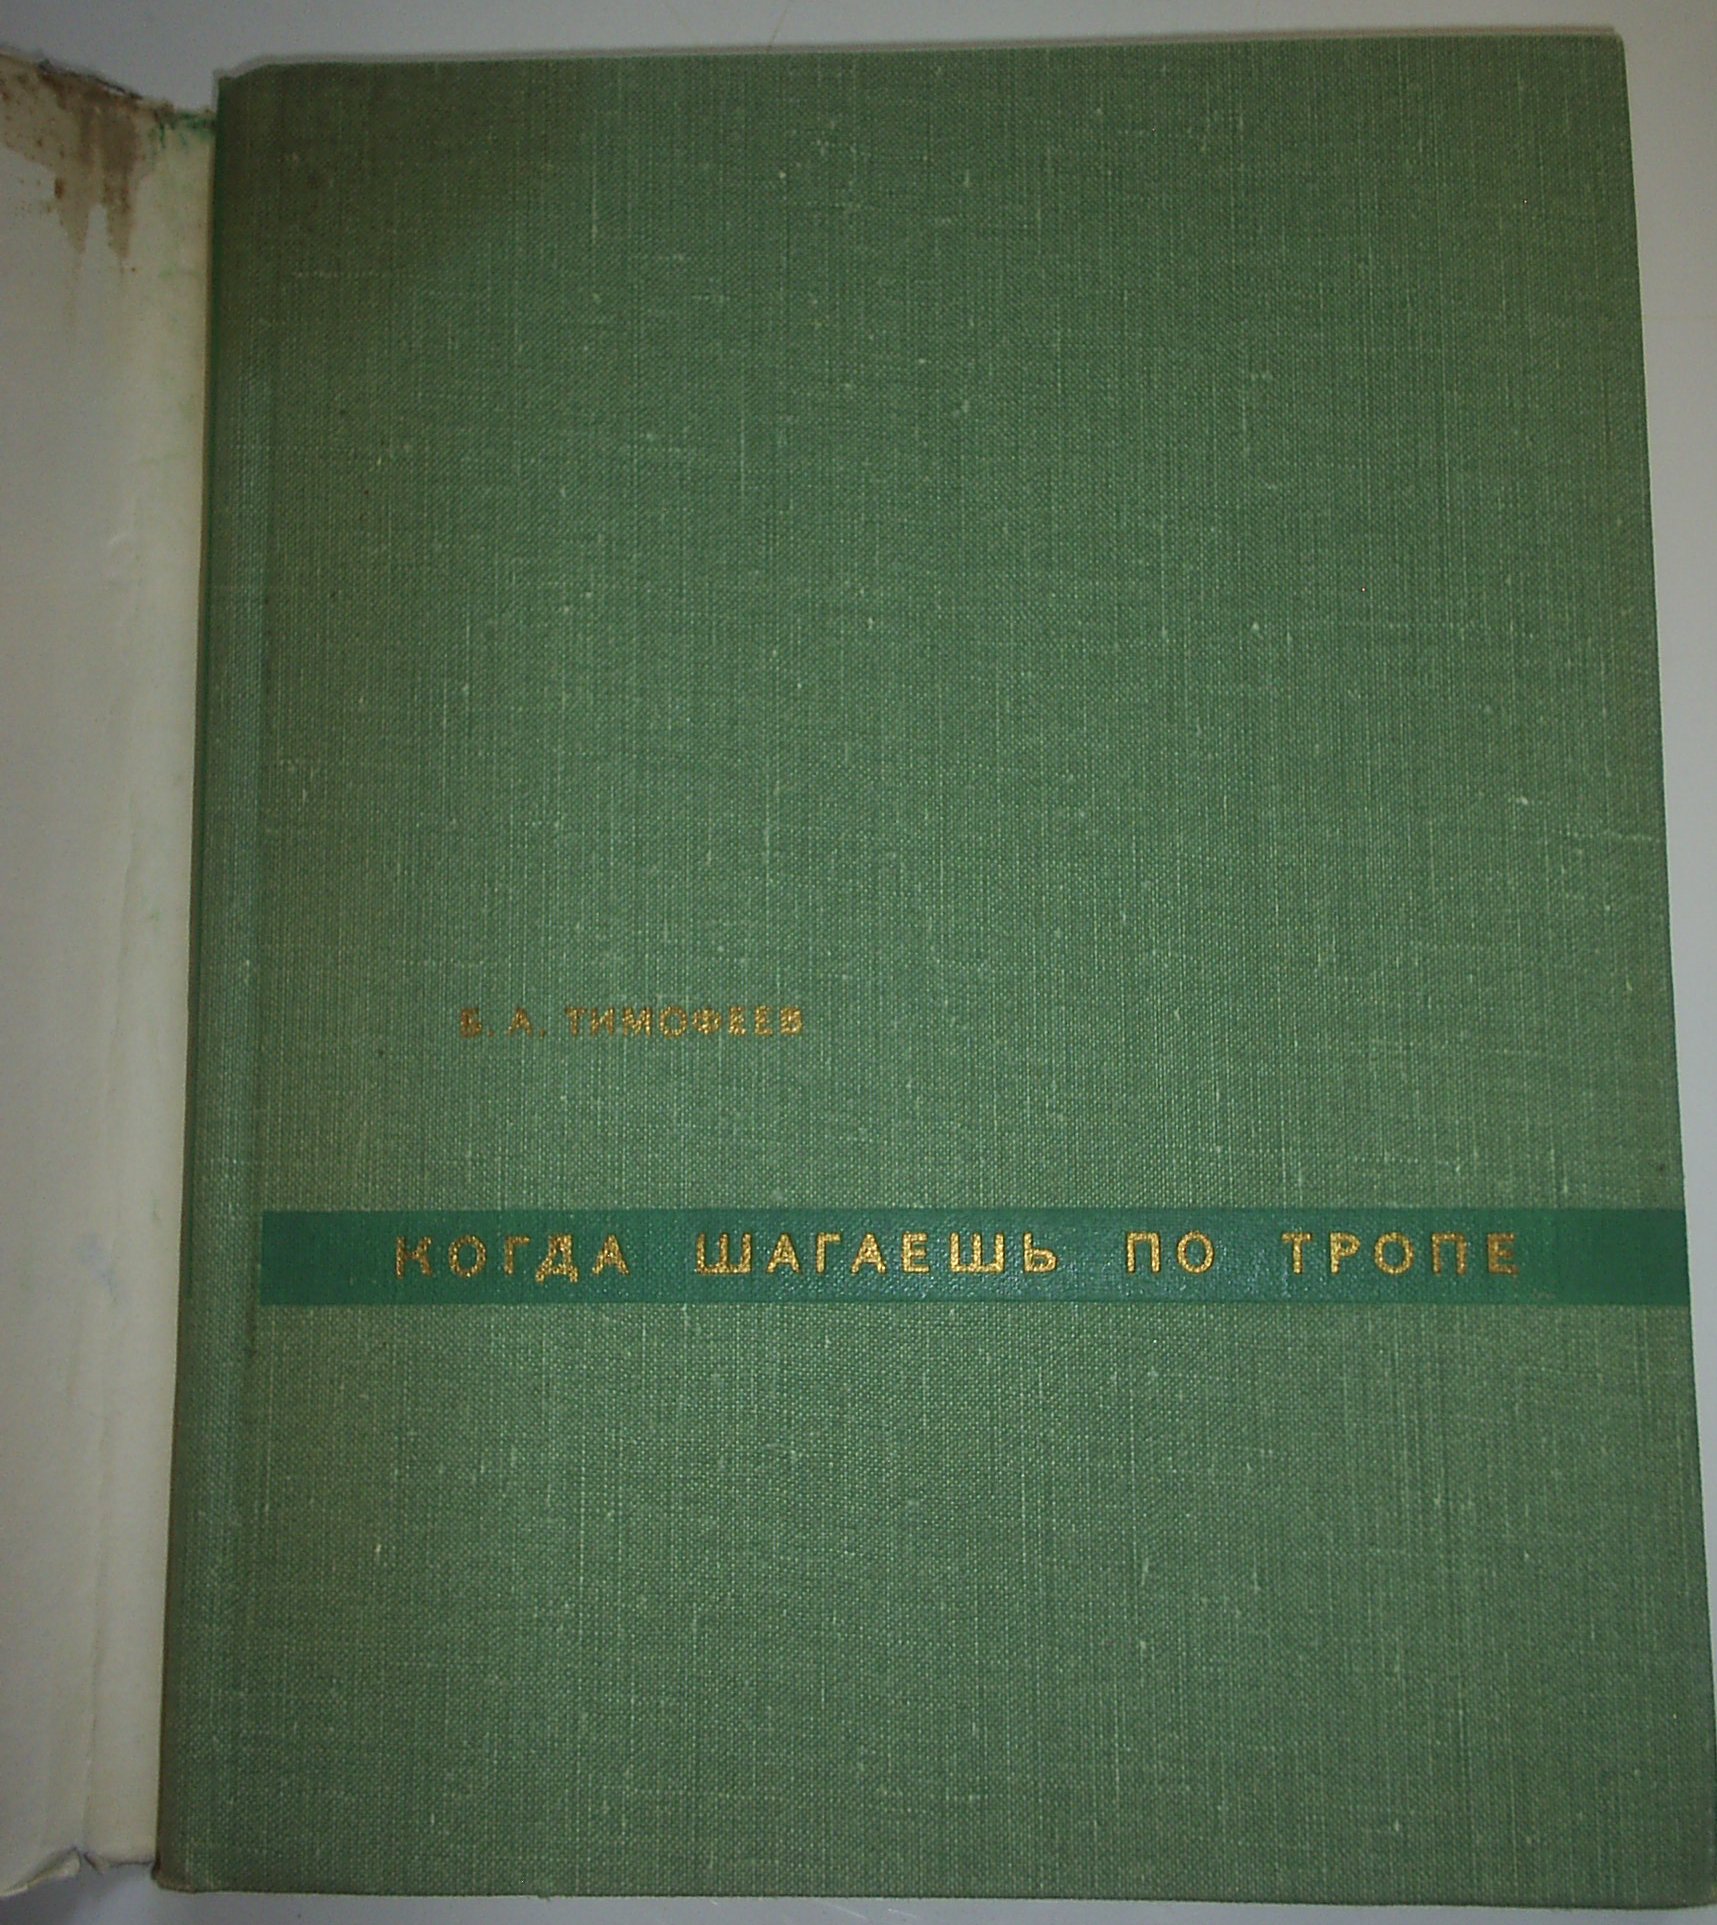 Б. А. ТИМОФЕЕВ
КОГДА ШАГАЕШЬ ПО ТРОПЕ